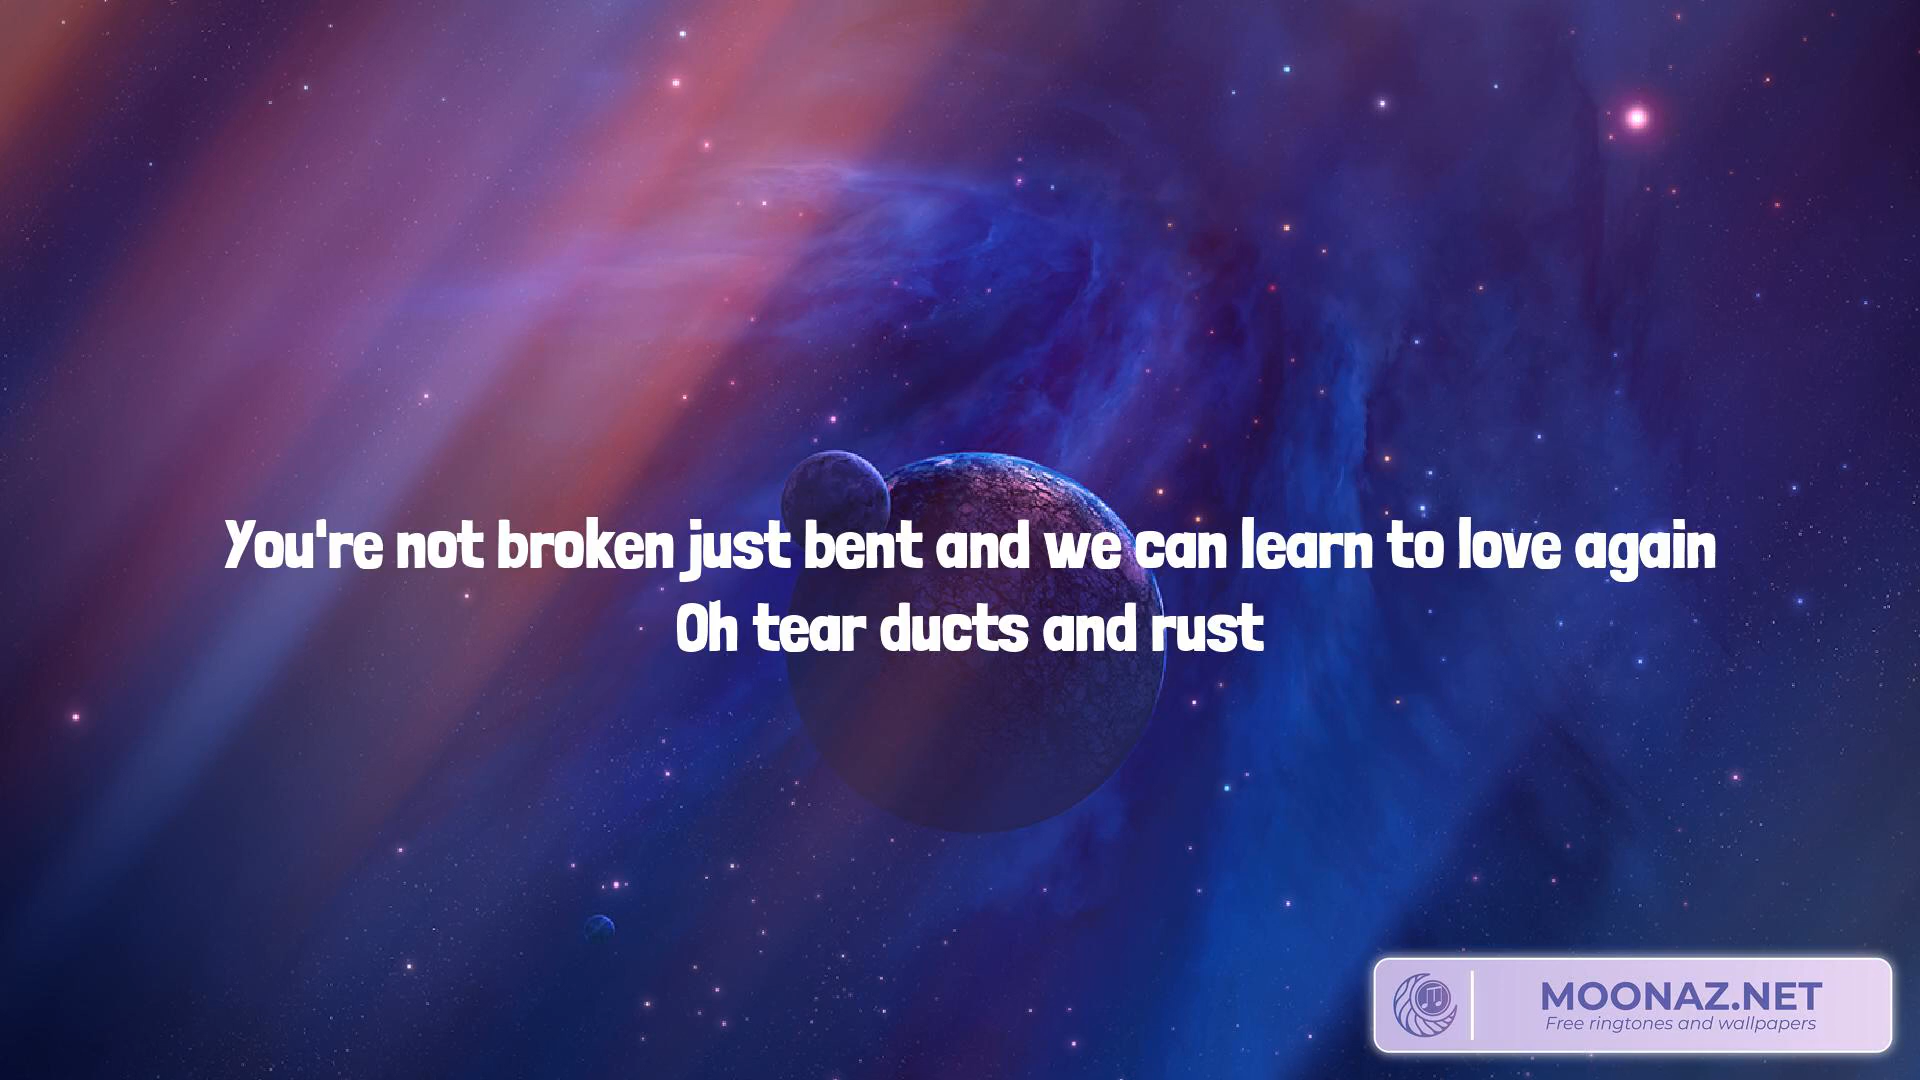 You're not broken just bent and we can learn to love again
Oh tear ducts and rust
MOONAZ.NET
Free ringtones and wallpapers